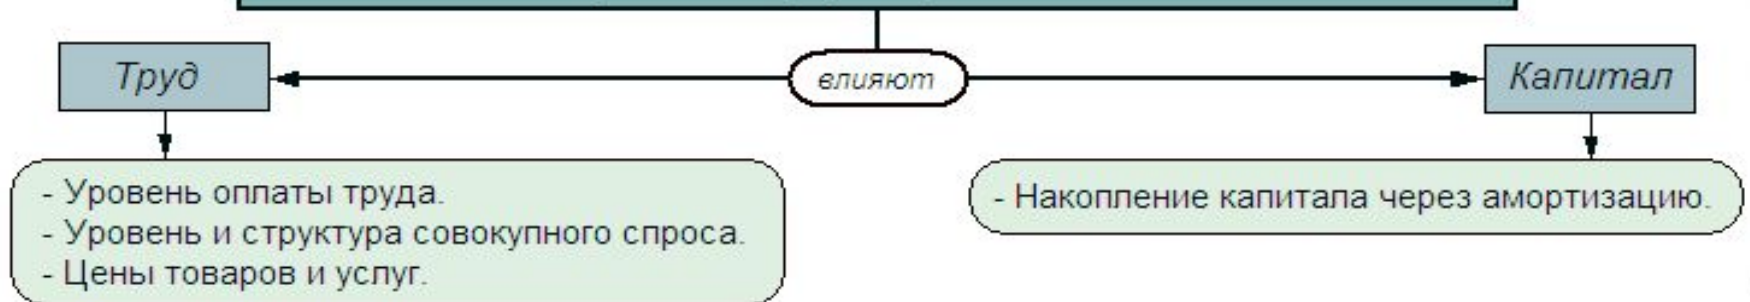 Труд
влияют
Капитал
- Уровень оплаты труда.
- Уровень и структура совокупного спроса.
- Цены товаров и услуг.
- Накопление капитала через амортизацию.